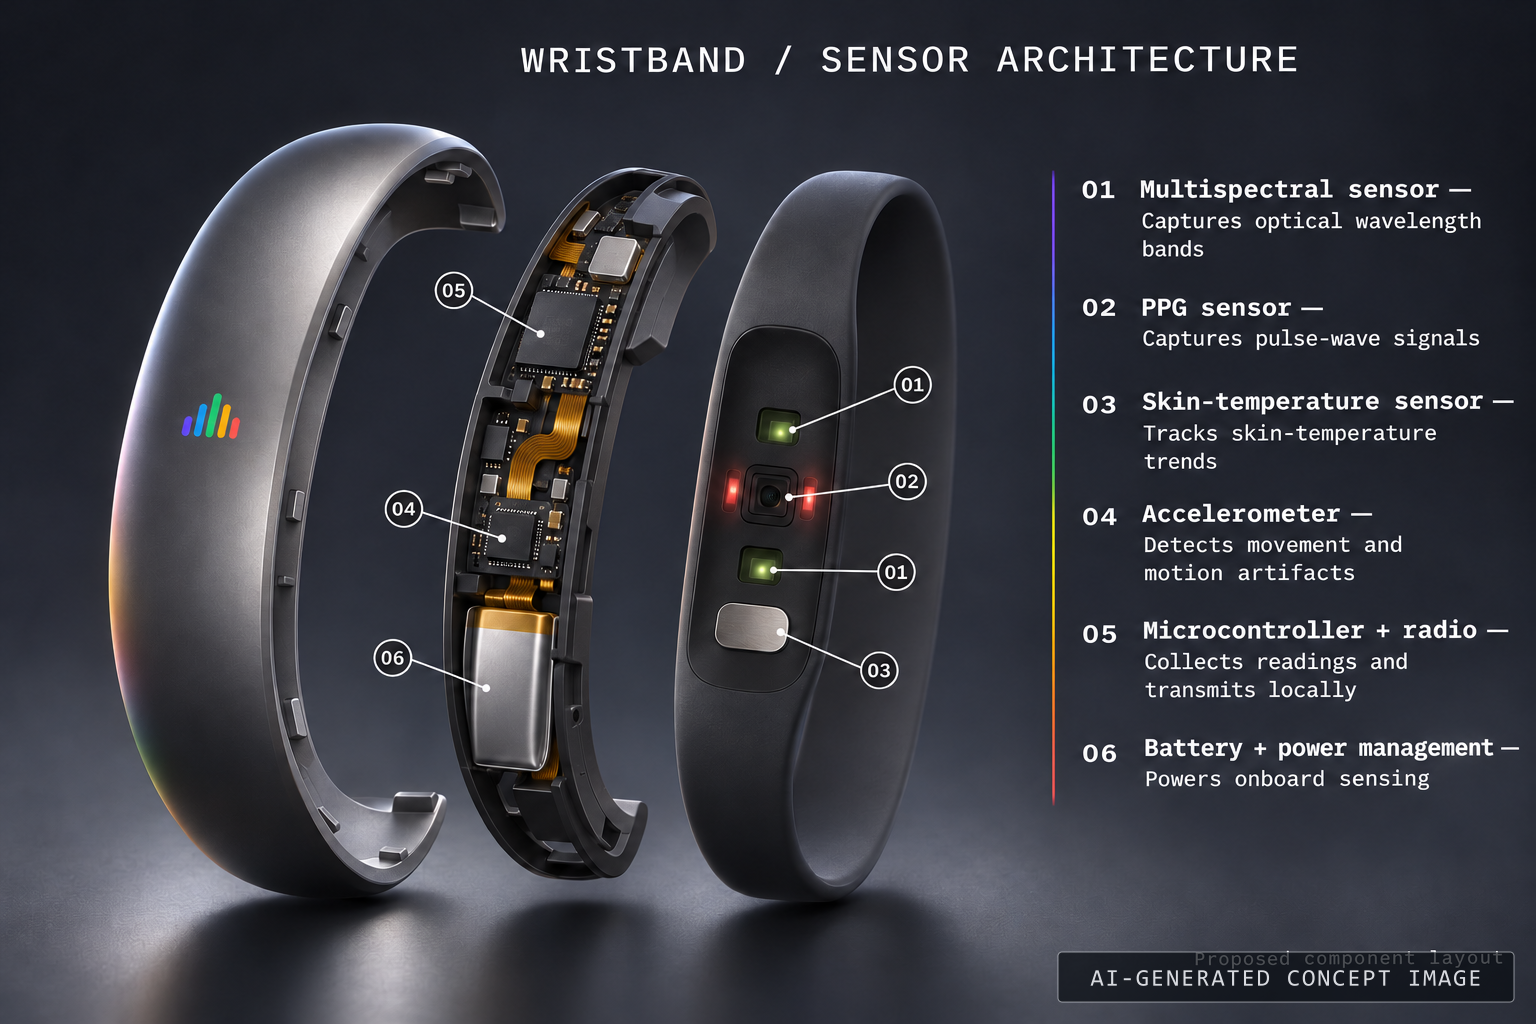 WRISTBAND / SENSOR ARCHITECTURE
01 Multispectral sensor —
Captures optical wavelength
bands
02 PPG sensor —
Captures pulse-wave signals
03 Skin-temperature sensor —
Tracks skin-temperature
trends
04 Accelerometer —
Detects movement and
motion artifacts
05 Microcontroller + radio —
Collects readings and
transmits locally
06 Battery + power management —
Powers onboard sensing
05
04
06
01
02
01
03
Proposed component layout
AI-GENERATED CONCEPT IMAGE